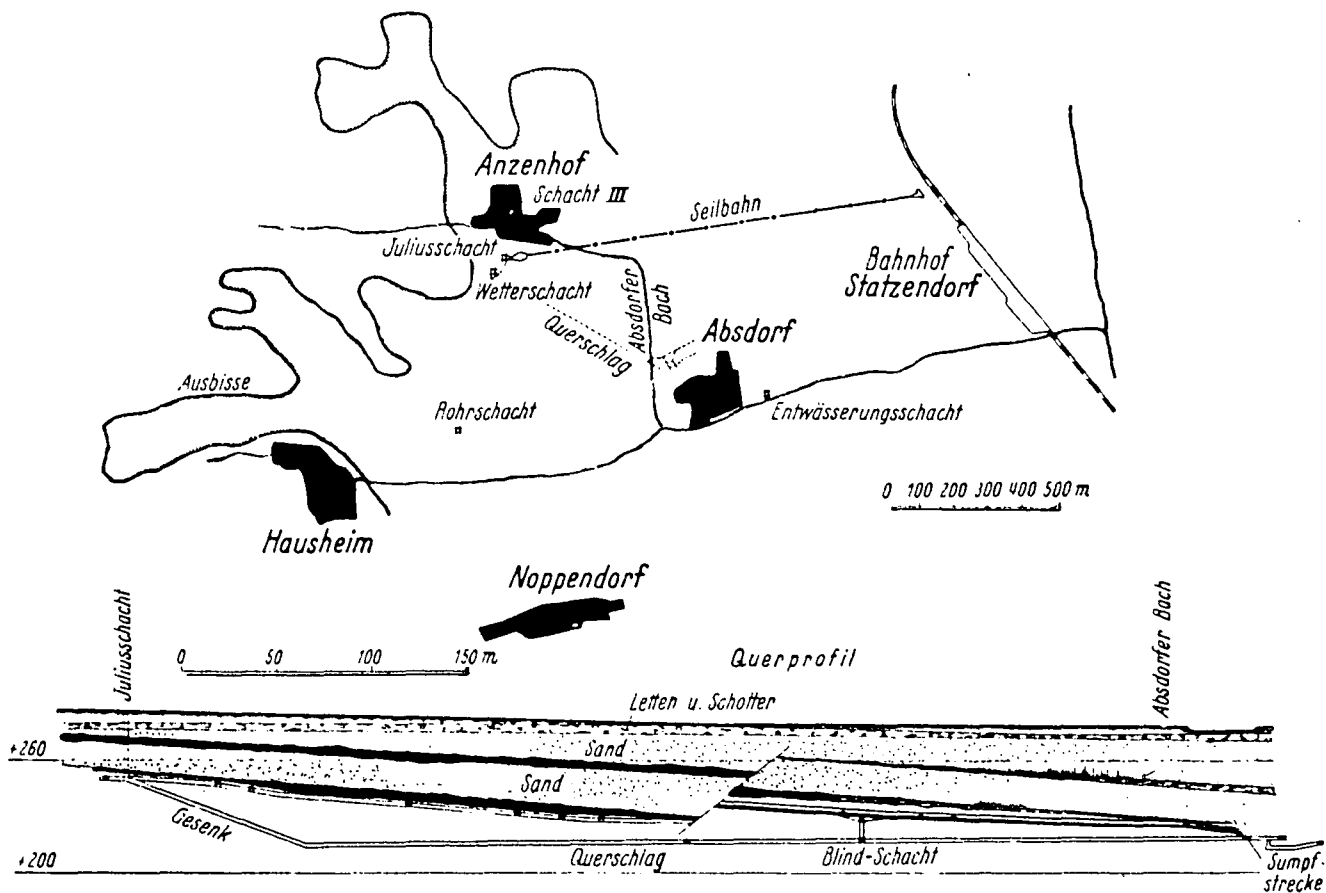 Anzenhof
Schacht III
Seilbahn
Juliusschacht
Wetterschacht
Bahnhof
Statzendorf
Absdorfer
Bach
Querschlag
Absdorf
Ausbisse
Rohrschacht
Entwässerungsschacht
0 100 200 300 400 500 m
Hausheim
Noppendorf
Juliusschacht
0 50 100 150 m
Querprofil
Absdorfer Bach
Letten u. Schotter
+260
Sand
Sand
Gesenk
Querschlag
Blind-Schacht
+200
Sumpf-
strecke